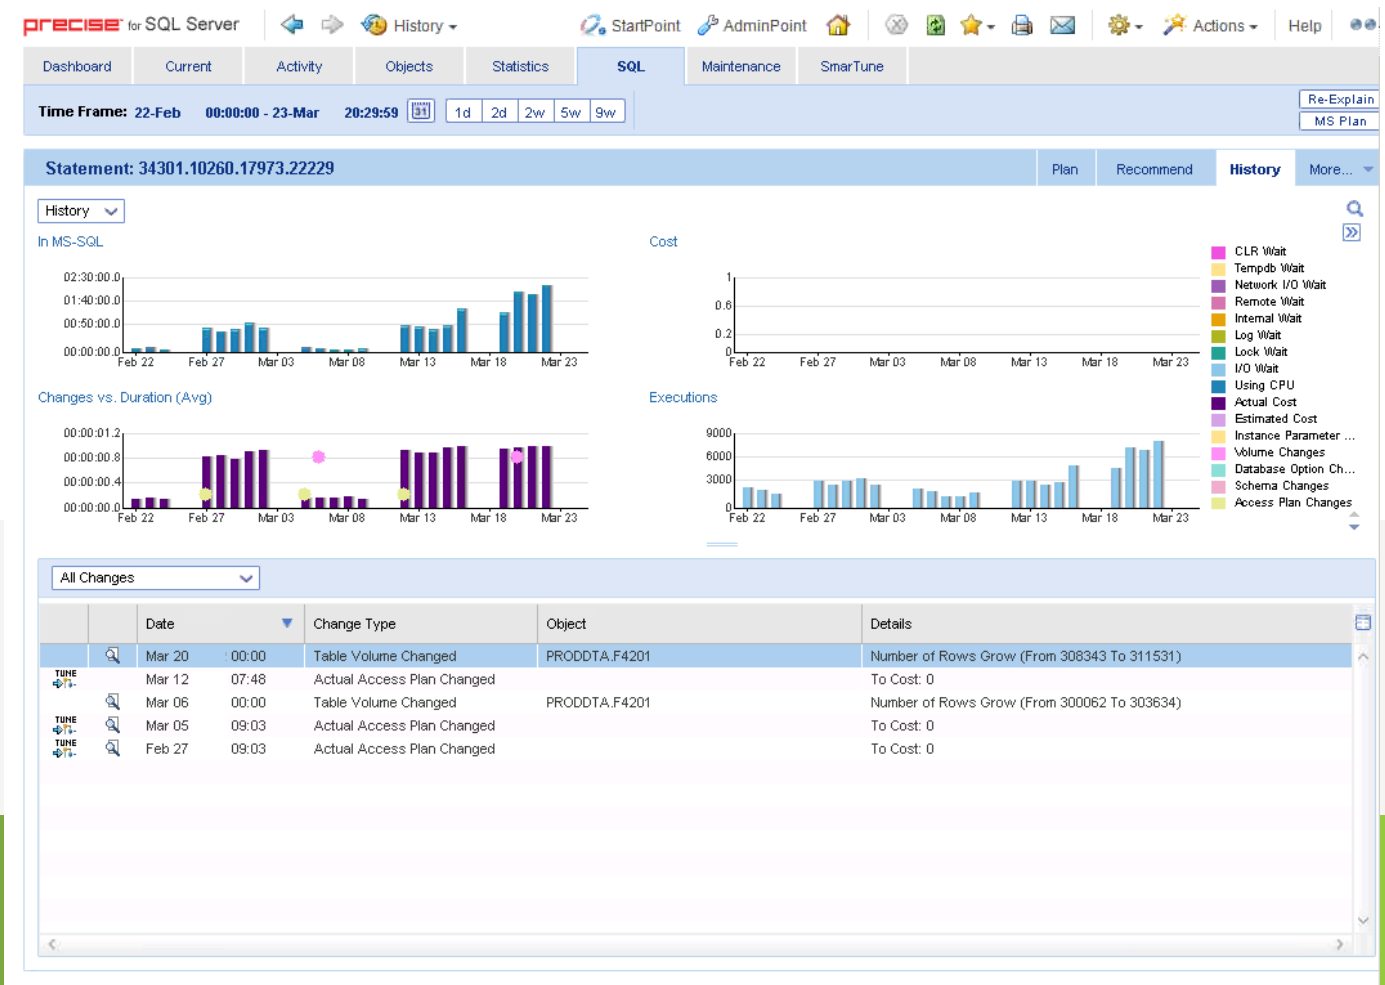 precise for SQL Server
History
StartPoint
AdminPoint
Actions
Help
Dashboard
Current
Activity
Objects
Statistics
SQL
Maintenance
SmarTune
Time Frame: 22-Feb 00:00:00 - 23-Mar 20:29:59
31
1d 2d 2w 5w 9w
Re-Explain
MS Plan
Statement: 34301.10260.17973.22229
Plan
Recommend
History
More...
History
In MS-SQL
02:30:00.0
01:40:00.0
00:50:00.0
00:00:00.0
Feb 22 Feb 27 Mar 03 Mar 08 Mar 13 Mar 18 Mar 23
Cost
1
0.6
0.2
0
Feb 22 Feb 27 Mar 03 Mar 08 Mar 13 Mar 18 Mar 23
Changes vs. Duration (Avg)
00:00:01.2
00:00:00.8
00:00:00.4
00:00:00.0
Feb 22 Feb 27 Mar 03 Mar 08 Mar 13 Mar 18 Mar 23
Executions
9000
6000
3000
0
Feb 22 Feb 27 Mar 03 Mar 08 Mar 13 Mar 18 Mar 23
CLR Wait
Tempdb Wait
Network I/O Wait
Remote Wait
Internal Wait
Log Wait
Lock Wait
I/O Wait
Using CPU
Actual Cost
Estimated Cost
Instance Parameter ...
Volume Changes
Database Option Ch...
Schema Changes
Access Plan Changes
All Changes
Date Change Type Object Details
Mar 20 :00:00 Table Volume Changed PRODDTA.F4201 Number of Rows Grow (From 308343 To 311531)
TUNE Mar 12 07:48 Actual Access Plan Changed To Cost: 0
Mar 06 00:00 Table Volume Changed PRODDTA.F4201 Number of Rows Grow (From 300062 To 303634)
TUNE Mar 05 09:03 Actual Access Plan Changed To Cost: 0
TUNE Feb 27 09:03 Actual Access Plan Changed To Cost: 0